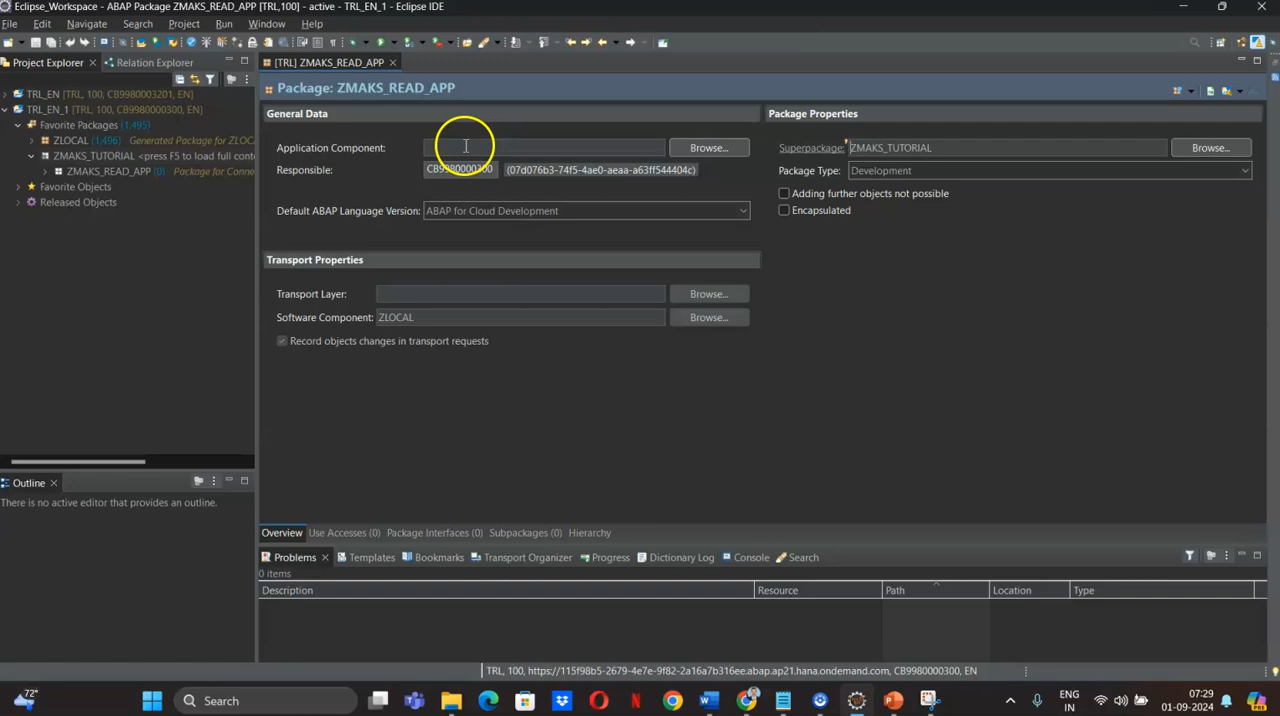 Eclipse_Workspace - ABAP Package ZMAKS_READ_APP [TRL,100] - active - TRL_EN_1 - Eclipse IDE
File Edit Navigate Search Project Run Window Help
Project Explorer Relation Explorer
[TRL] ZMAKS_READ_APP
TRL_EN [TRL, 100, CB9980003201, EN]
TRL_EN_1 [TRL, 100, CB9980000300, EN]
Favorite Packages (1,495)
ZLOCAL (1,496) Generated Package for ZLOC
ZMAKS_TUTORIAL <press F5 to load full conte
ZMAKS_READ_APP (D) Package for Conne
Favorite Objects
Released Objects
Package: ZMAKS_READ_APP
General Data
Application Component: Browse...
Responsible: CB9980000300 (07d076b3-74f5-4ae0-aeaa-a63ff544404c)
Default ABAP Language Version: ABAP for Cloud Development
Transport Properties
Transport Layer: Browse...
Software Component: ZLOCAL Browse...
Record objects changes in transport requests
Package Properties
Superpackage: ZMAKS_TUTORIAL Browse...
Package Type: Development
Adding further objects not possible
Encapsulated
Outline
There is no active editor that provides an outline.
Overview Use Accesses (0) Package Interfaces (0) Subpackages (0) Hierarchy
Problems Templates Bookmarks Transport Organizer Progress Dictionary Log Console Search
0 items
Description Resource Path Location Type
TRL, 100, https://115f98b5-2679-4e7e-9f82-2a16a7b316ee.abap.ap21.hana.ondemand.com, CB9980000300, EN
72°
Search
ENG
IN
07:29
01-09-2024